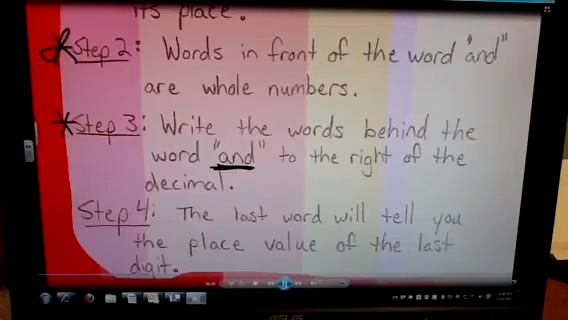 its place.
*Step 2: Words in front of the word "and"
are whole numbers.
*Step 3: Write the words behind the
word "and" to the right of the
decimal.
Step 4: The last word will tell you
the place value of the last
digit.